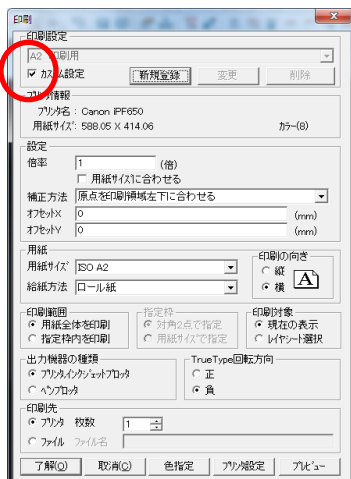 印刷
印刷設定
A2 印刷用
カスタム設定 新規登録 変更 削除
プリンタ情報
プリンタ名 : Canon iPF650
用紙サイズ : 588.05 X 414.06 カラー(8)
設定
倍率 1 (倍)
用紙サイズに合わせる
補正方法 原点を印刷領域左下に合わせる
オフセットX 0 (mm)
オフセットY 0 (mm)
用紙
用紙サイズ ISO A2
給紙方法 ロール紙
印刷の向き
縦
横
A
印刷範囲
用紙全体を印刷
指定枠内を印刷
指定枠
対角2点で指定
用紙サイズで指定
印刷対象
現在の表示
レイヤシート選択
出力機器の種類
プリンタ,インクジェットプロッタ
ペンプロッタ
TrueType回転方向
正
負
印刷先
プリンタ 枚数 1
ファイル ファイル名
了解(O) 取消(C) 色指定 プリンタ設定 プレビュー